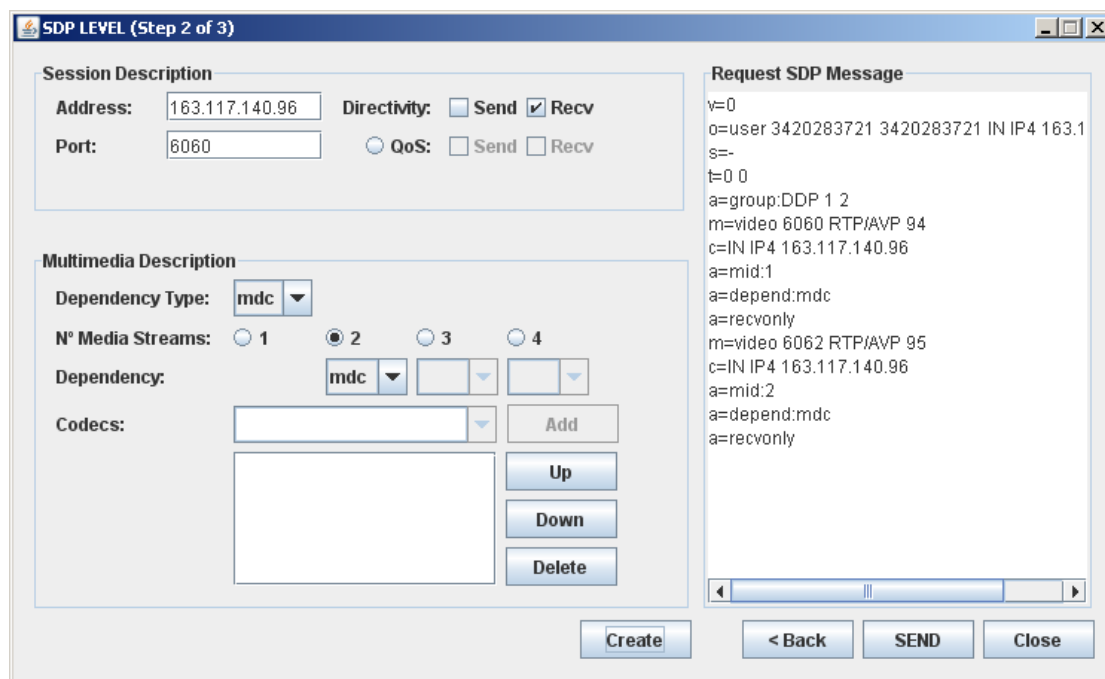 SDP LEVEL (Step 2 of 3)
Session Description
Address: 163.117.140.96 Directivity: Send Recv
Port: 6060 QoS: Send Recv
Multimedia Description
Dependency Type: mdc
Nº Media Streams: 1 2 3 4
Dependency: mdc
Codecs: Add
Up
Down
Delete
Request SDP Message
v=0
o=user 3420283721 3420283721 IN IP4 163.1
s=-
t=0 0
a=group:DDP 1 2
m=video 6060 RTP/AVP 94
c=IN IP4 163.117.140.96
a=mid:1
a=depend:mdc
a=recvonly
m=video 6062 RTP/AVP 95
c=IN IP4 163.117.140.96
a=mid:2
a=depend:mdc
a=recvonly
Create < Back SEND Close